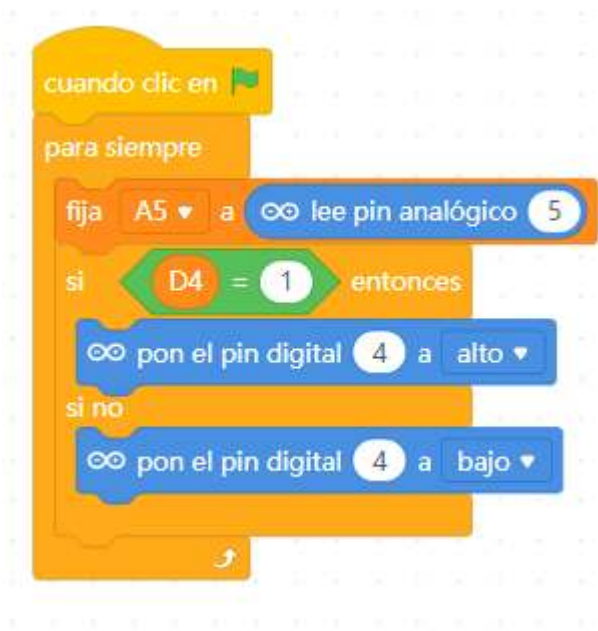 cuando clic en
para siempre
fija A5 a lee pin analógico 5
si D4 = 1 entonces
pon el pin digital 4 a alto
si no
pon el pin digital 4 a bajo